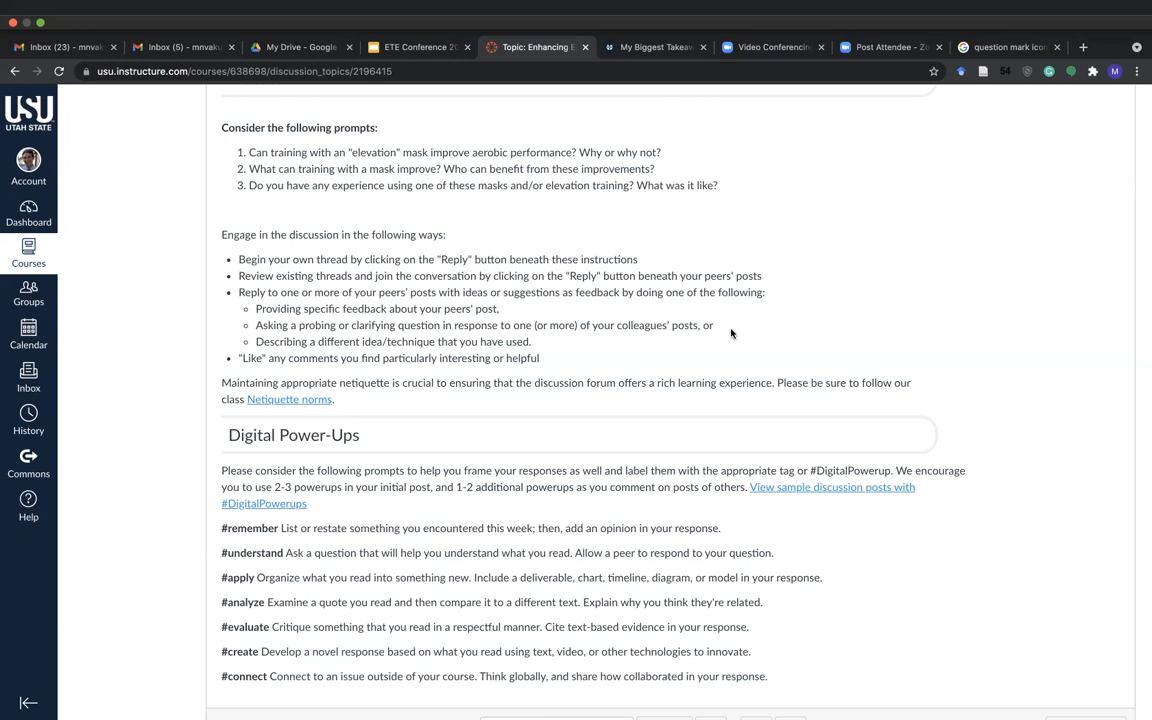 Inbox (23) - mnvak
Inbox (5) - mnvaku
My Drive - Google
ETE Conference 20
Topic: Enhancing E
My Biggest Takeaw
Video Conferencin
Post Attendee - Zo
question mark icon
usu.instructure.com/courses/638698/discussion_topics/2196415
54
M
USU
UTAH STATE
Account
Dashboard
Courses
Groups
Calendar
Inbox
History
Commons
Help
Consider the following prompts:
1. Can training with an "elevation" mask improve aerobic performance? Why or why not?
2. What can training with a mask improve? Who can benefit from these improvements?
3. Do you have any experience using one of these masks and/or elevation training? What was it like?
Engage in the discussion in the following ways:
• Begin your own thread by clicking on the "Reply" button beneath these instructions
• Review existing threads and join the conversation by clicking on the "Reply" button beneath your peers' posts
• Reply to one or more of your peers' posts with ideas or suggestions as feedback by doing one of the following:
◦ Providing specific feedback about your peers' post,
◦ Asking a probing or clarifying question in response to one (or more) of your colleagues' posts, or
◦ Describing a different idea/technique that you have used.
• "Like" any comments you find particularly interesting or helpful
Maintaining appropriate netiquette is crucial to ensuring that the discussion forum offers a rich learning experience. Please be sure to follow our
class Netiquette norms.
Digital Power-Ups
Please consider the following prompts to help you frame your responses as well and label them with the appropriate tag or #DigitalPowerup. We encourage
you to use 2-3 powerups in your initial post, and 1-2 additional powerups as you comment on posts of others. View sample discussion posts with
#DigitalPowerups
#remember List or restate something you encountered this week; then, add an opinion in your response.
#understand Ask a question that will help you understand what you read. Allow a peer to respond to your question.
#apply Organize what you read into something new. Include a deliverable, chart, timeline, diagram, or model in your response.
#analyze Examine a quote you read and then compare it to a different text. Explain why you think they're related.
#evaluate Critique something that you read in a respectful manner. Cite text-based evidence in your response.
#create Develop a novel response based on what you read using text, video, or other technologies to innovate.
#connect Connect to an issue outside of your course. Think globally, and share how collaborated in your response.